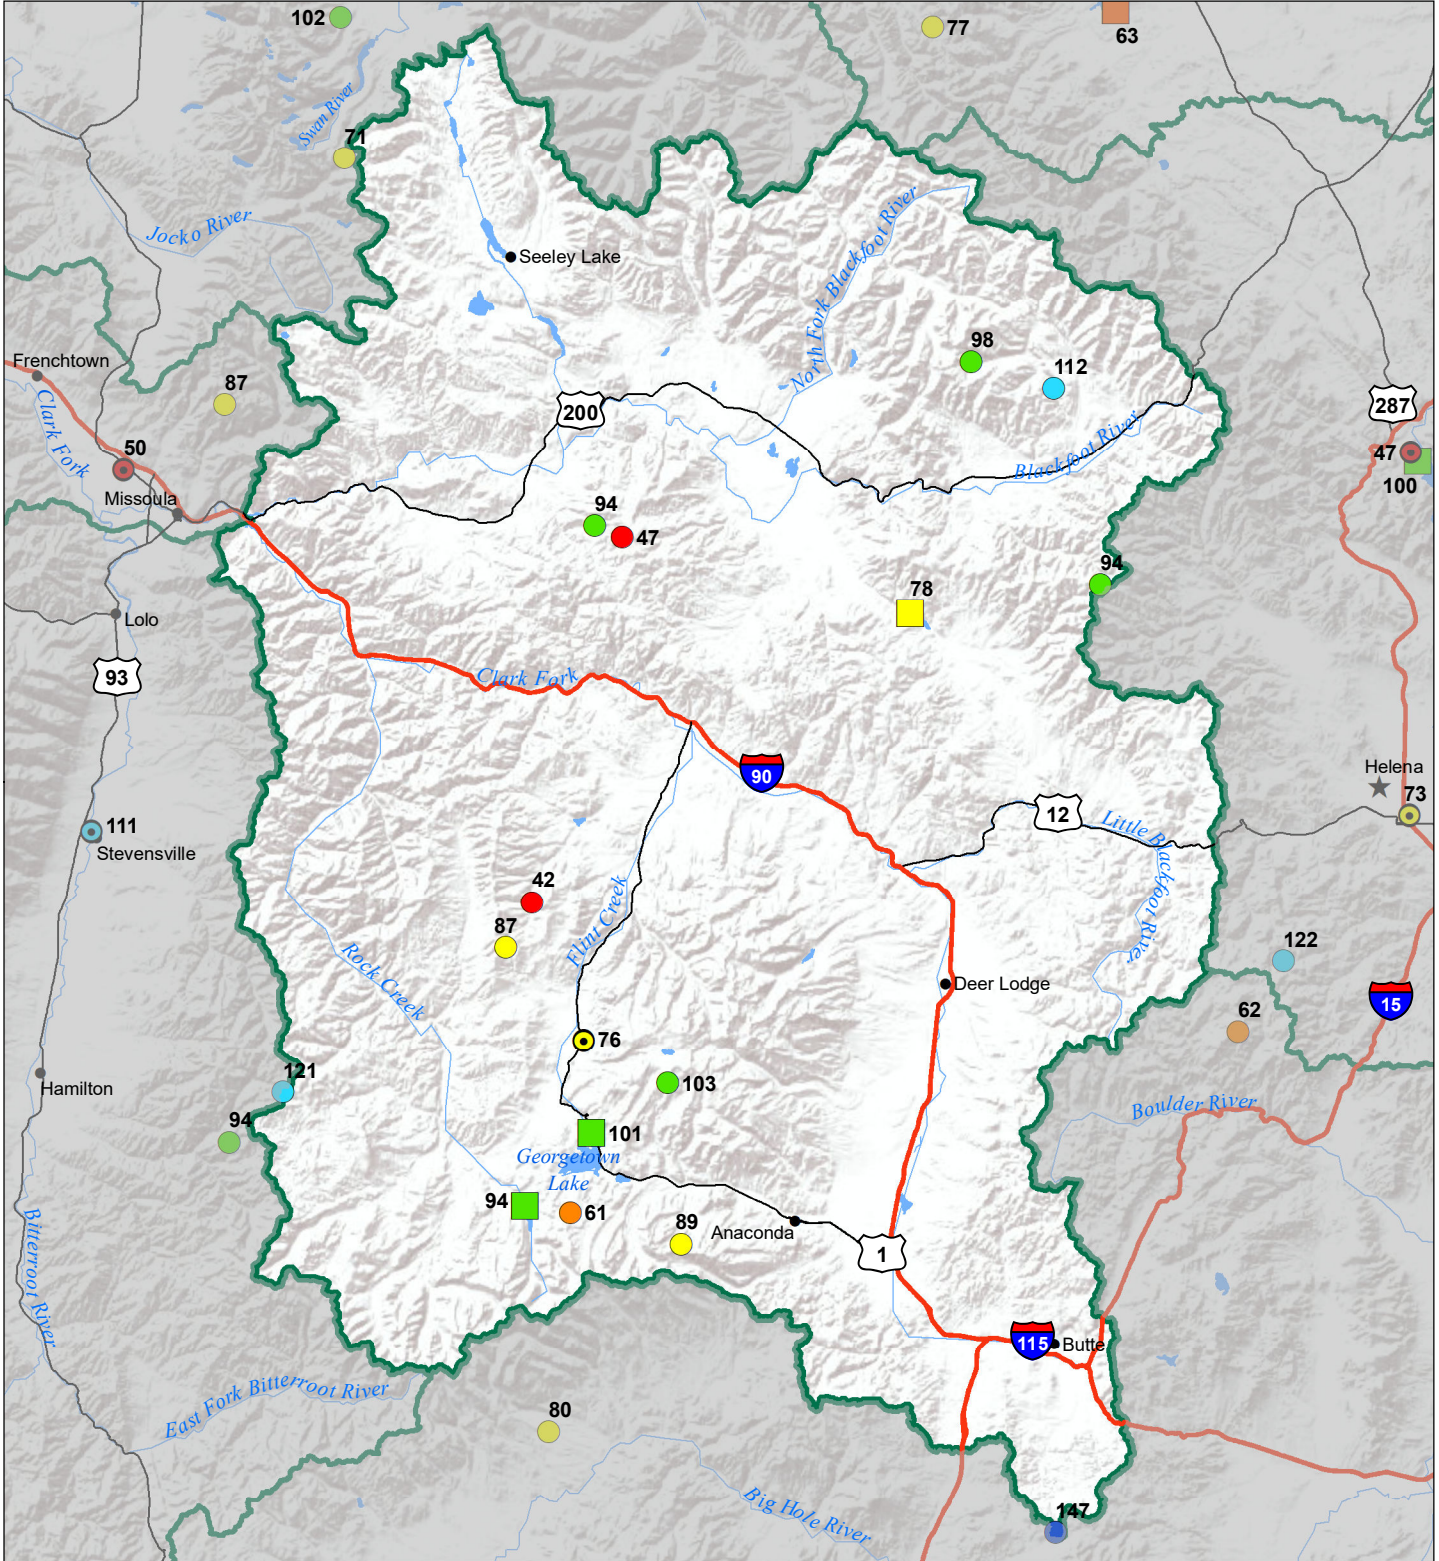 102
77
63
Swan River
71
Jocko River
Seeley Lake
North Fork Blackfoot River
98
112
Frenchtown
87
200
287
Clark Fork
50
Blackfoot River
47
100
Missoula
94
47
94
78
Lolo
93
Clark Fork
90
Helena
73
12
Little Blackfoot River
111
Stevensville
42
87
Flint Creek
122
Rock Creek
Deer Lodge
15
62
76
121
103
Hamilton
94
Boulder River
101
Georgetown
Lake
94
61
89
Anaconda
1
Bitterroot River
115
Butte
East Fork Bitterroot River
80
Big Hole River
147